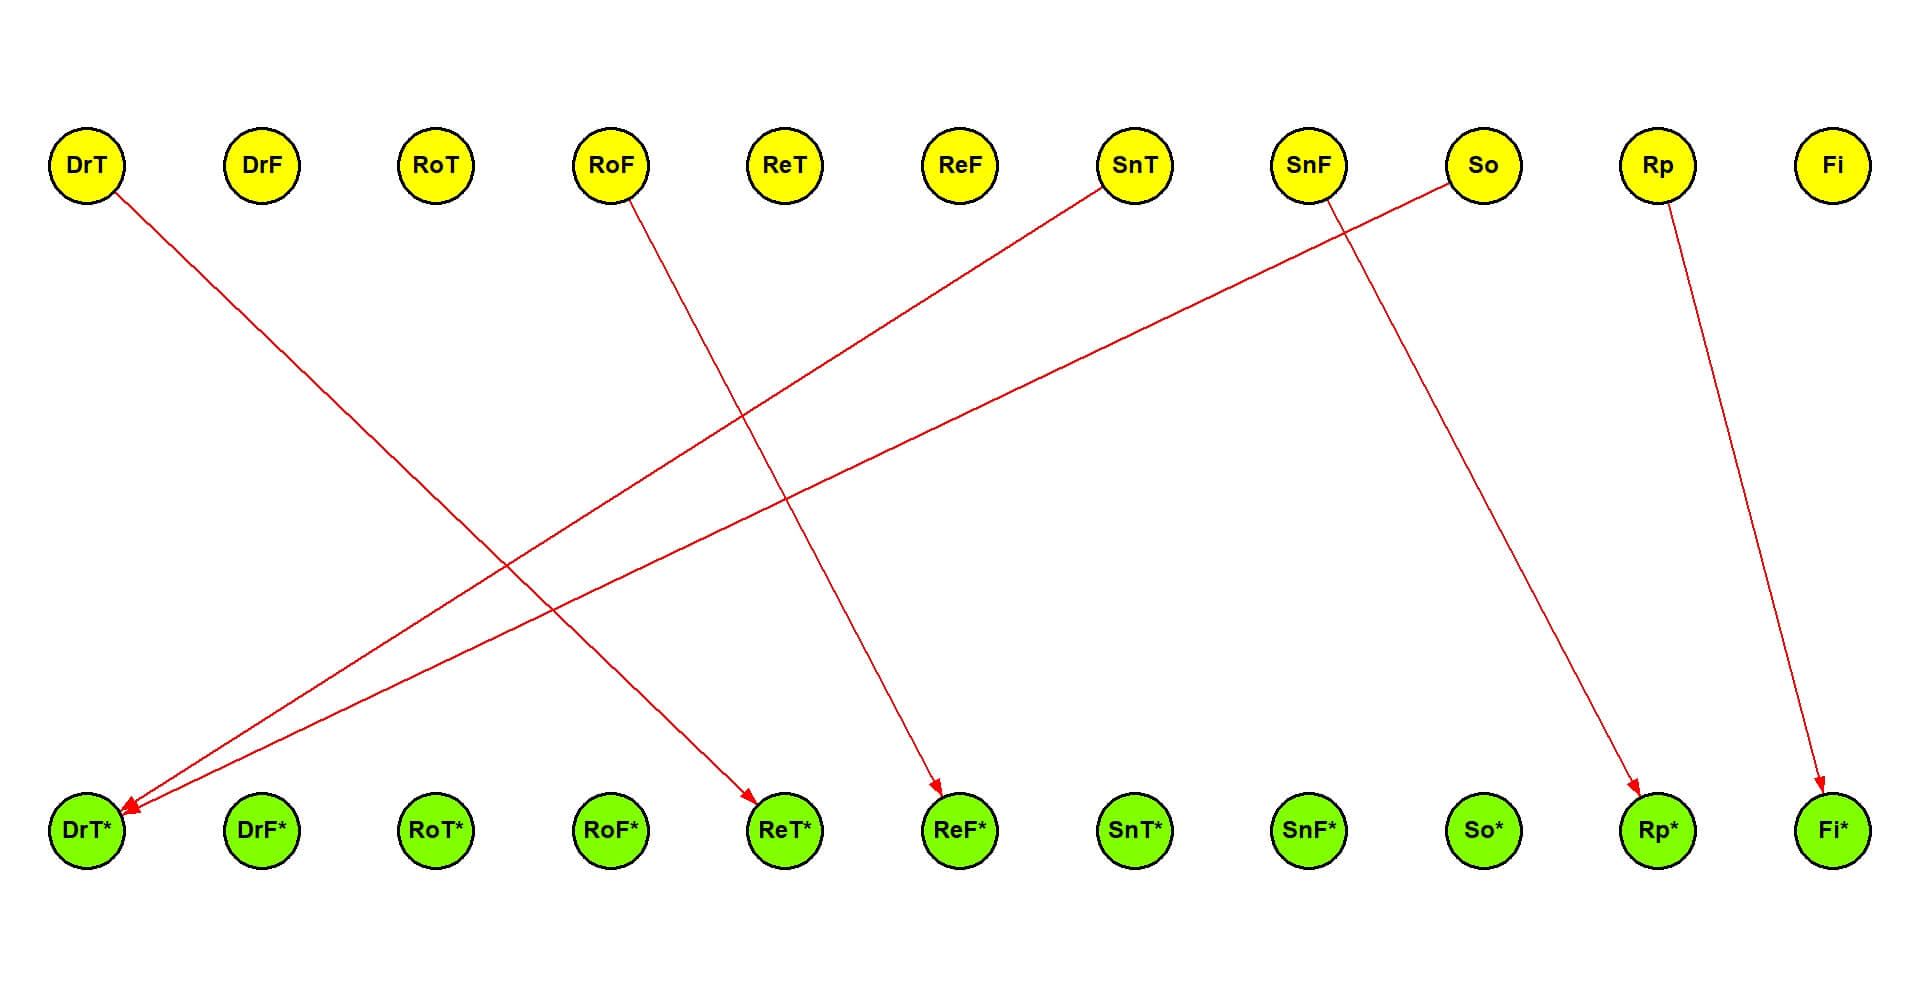 DrT DrF RoT RoF ReT ReF SnT SnF So Rp Fi
DrT* DrF* RoT* RoF* ReT* ReF* SnT* SnF* So* Rp* Fi*